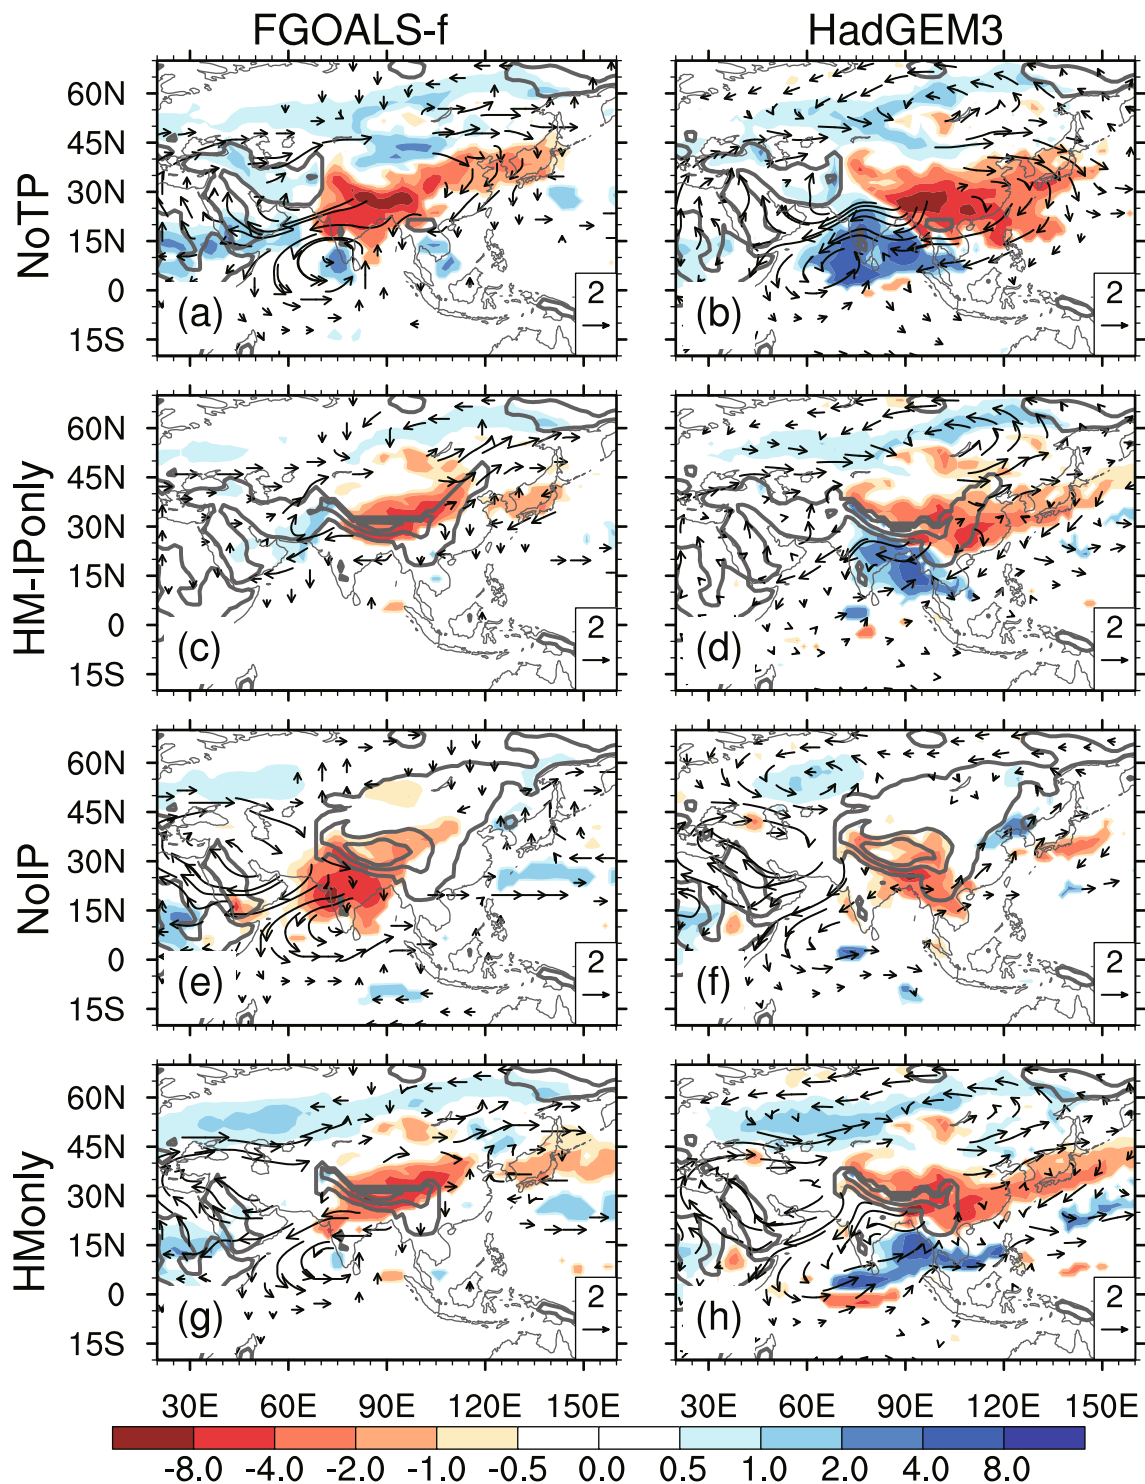 FGOALS-f HadGEM3
NoTP
60N
45N
30N
15N
0
15S
(a) 2
(b) 2
HM-IPonly
60N
45N
30N
15N
0
15S
(c) 2
(d) 2
NoIP
60N
45N
30N
15N
0
15S
(e) 2
(f) 2
HMonly
60N
45N
30N
15N
0
15S
(g) 2
(h) 2
30E 60E 90E 120E 150E 30E 60E 90E 120E 150E
-8.0 -4.0 -2.0 -1.0 -0.5 0.0 0.5 1.0 2.0 4.0 8.0